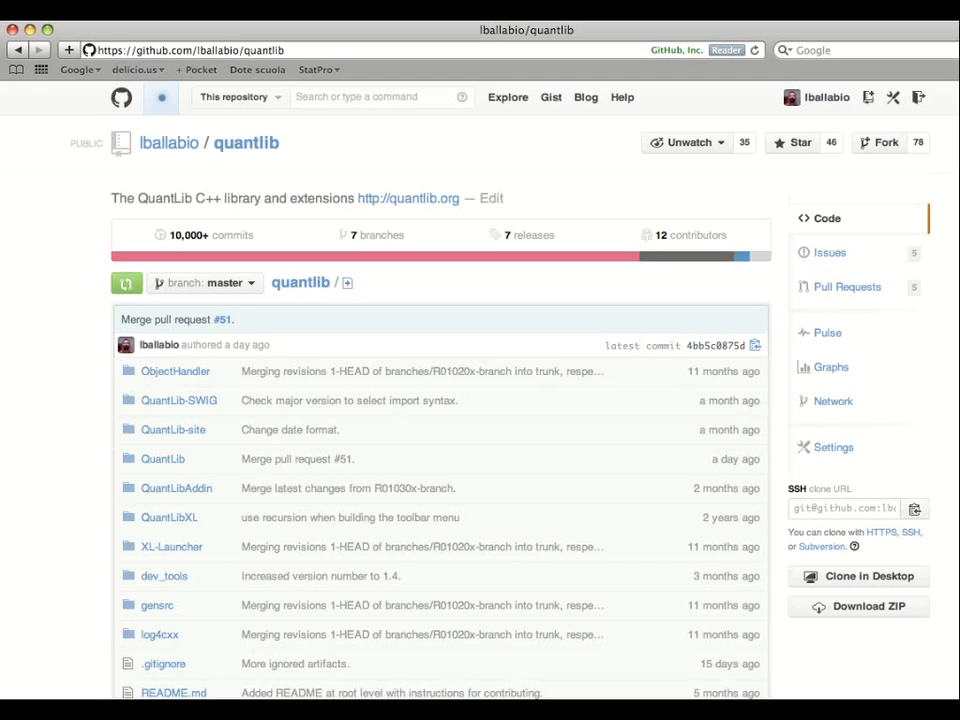 lballabio/quantlib
https://github.com/lballabio/quantlib GitHub, Inc. Reader Google
Google delicio.us + Pocket Dote scuola StatPro
This repository Search or type a command Explore Gist Blog Help lballabio
PUBLIC lballabio / quantlib Unwatch 35 Star 46 Fork 78
The QuantLib C++ library and extensions http://quantlib.org — Edit
10,000+ commits 7 branches 7 releases 12 contributors
branch: master quantlib /
Merge pull request #51.
lballabio authored a day ago latest commit 4bb5c0875d
ObjectHandler Merging revisions 1-HEAD of branches/R01020x-branch into trunk, respe… 11 months ago
QuantLib-SWIG Check major version to select import syntax. a month ago
QuantLib-site Change date format. a month ago
QuantLib Merge pull request #51. a day ago
QuantLibAddin Merge latest changes from R01030x-branch. 2 months ago
QuantLibXL use recursion when building the toolbar menu 2 years ago
XL-Launcher Merging revisions 1-HEAD of branches/R01020x-branch into trunk, respe… 11 months ago
dev_tools Increased version number to 1.4. 3 months ago
gensrc Merging revisions 1-HEAD of branches/R01020x-branch into trunk, respe… 11 months ago
log4cxx Merging revisions 1-HEAD of branches/R01020x-branch into trunk, respe… 11 months ago
.gitignore More ignored artifacts. 15 days ago
README.md Added README at root level with instructions for contributing. 5 months ago
Code
Issues 5
Pull Requests 5
Pulse
Graphs
Network
Settings
SSH clone URL
git@github.com:lba
You can clone with HTTPS, SSH,
or Subversion.
Clone in Desktop
Download ZIP